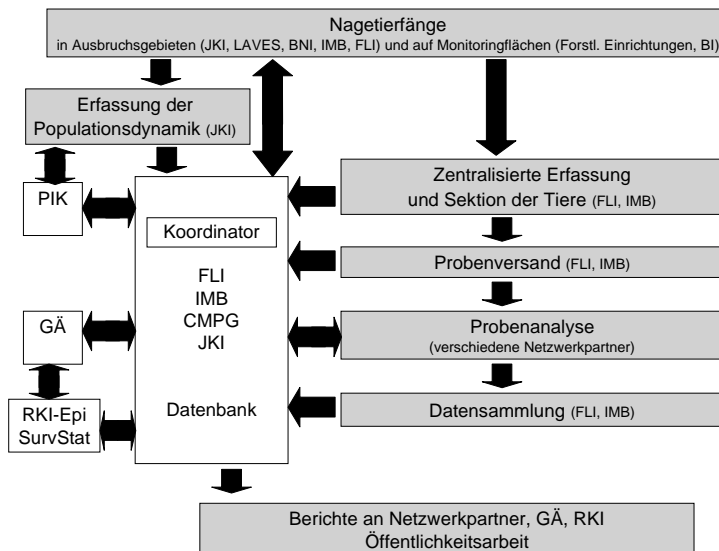 Nagetierfänge
in Ausbruchsgebieten (JKI, LAVES, BNI, IMB, FLI) und auf Monitoringflächen (Forstl. Einrichtungen, BI)
Erfassung der
Populationsdynamik (JKI)
PIK
Koordinator
FLI
IMB
CMPG
JKI
Datenbank
GÄ
RKI-Epi
SurvStat
Zentralisierte Erfassung
und Sektion der Tiere (FLI, IMB)
Probenversand (FLI, IMB)
Probenanalyse
(verschiedene Netzwerkpartner)
Datensammlung (FLI, IMB)
Berichte an Netzwerkpartner, GÄ, RKI
Öffentlichkeitsarbeit